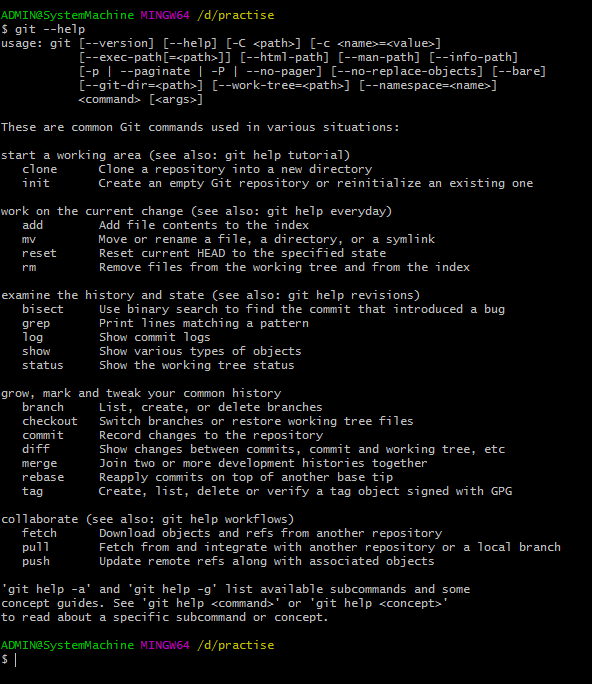 ADMIN@SystemMachine MINGW64 /d/practise
$ git --help
usage: git [--version] [--help] [-C <path>] [-c <name>=<value>]
           [--exec-path[=<path>]] [--html-path] [--man-path] [--info-path]
           [-p | --paginate | -P | --no-pager] [--no-replace-objects] [--bare]
           [--git-dir=<path>] [--work-tree=<path>] [--namespace=<name>]
           <command> [<args>]

These are common Git commands used in various situations:

start a working area (see also: git help tutorial)
   clone      Clone a repository into a new directory
   init       Create an empty Git repository or reinitialize an existing one

work on the current change (see also: git help everyday)
   add        Add file contents to the index
   mv         Move or rename a file, a directory, or a symlink
   reset      Reset current HEAD to the specified state
   rm         Remove files from the working tree and from the index

examine the history and state (see also: git help revisions)
   bisect     Use binary search to find the commit that introduced a bug
   grep       Print lines matching a pattern
   log        Show commit logs
   show       Show various types of objects
   status     Show the working tree status

grow, mark and tweak your common history
   branch     List, create, or delete branches
   checkout   Switch branches or restore working tree files
   commit     Record changes to the repository
   diff       Show changes between commits, commit and working tree, etc
   merge      Join two or more development histories together
   rebase     Reapply commits on top of another base tip
   tag        Create, list, delete or verify a tag object signed with GPG

collaborate (see also: git help workflows)
   fetch      Download objects and refs from another repository
   pull       Fetch from and integrate with another repository or a local branch
   push       Update remote refs along with associated objects

'git help -a' and 'git help -g' list available subcommands and some
concept guides. See 'git help <command>' or 'git help <concept>'
to read about a specific subcommand or concept.

ADMIN@SystemMachine MINGW64 /d/practise
$